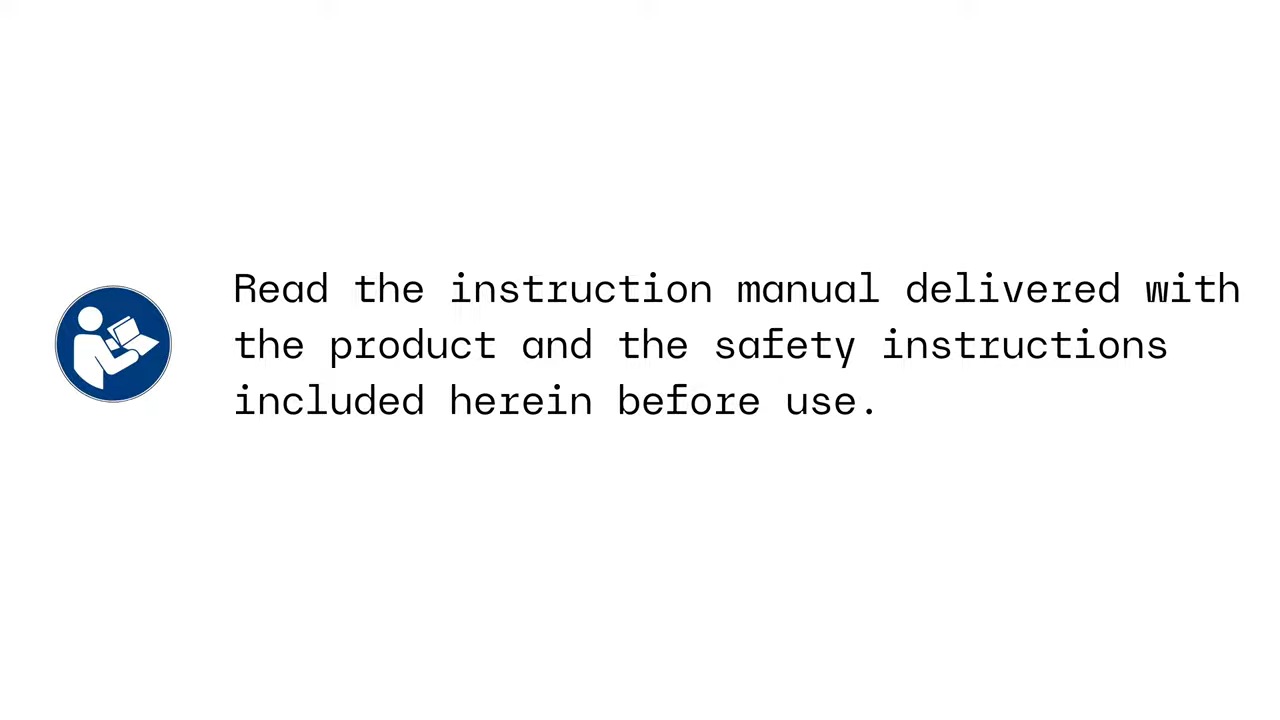 Read the instruction manual delivered with
the product and the safety instructions
included herein before use.